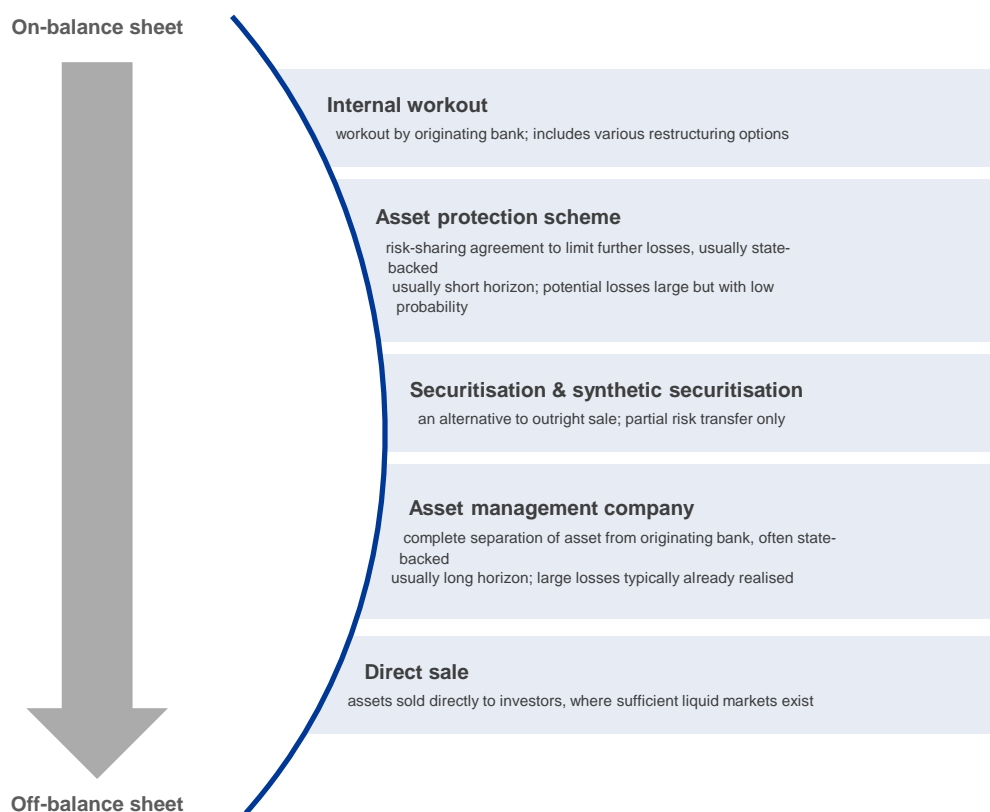 On-balance sheet
Internal workout
workout by originating bank; includes various restructuring options
Asset protection scheme
risk-sharing agreement to limit further losses, usually state-
backed
usually short horizon; potential losses large but with low
probability
Securitisation & synthetic securitisation
an alternative to outright sale; partial risk transfer only
Asset management company
complete separation of asset from originating bank, often state-
backed
usually long horizon; large losses typically already realised
Direct sale
assets sold directly to investors, where sufficient liquid markets exist
Off-balance sheet